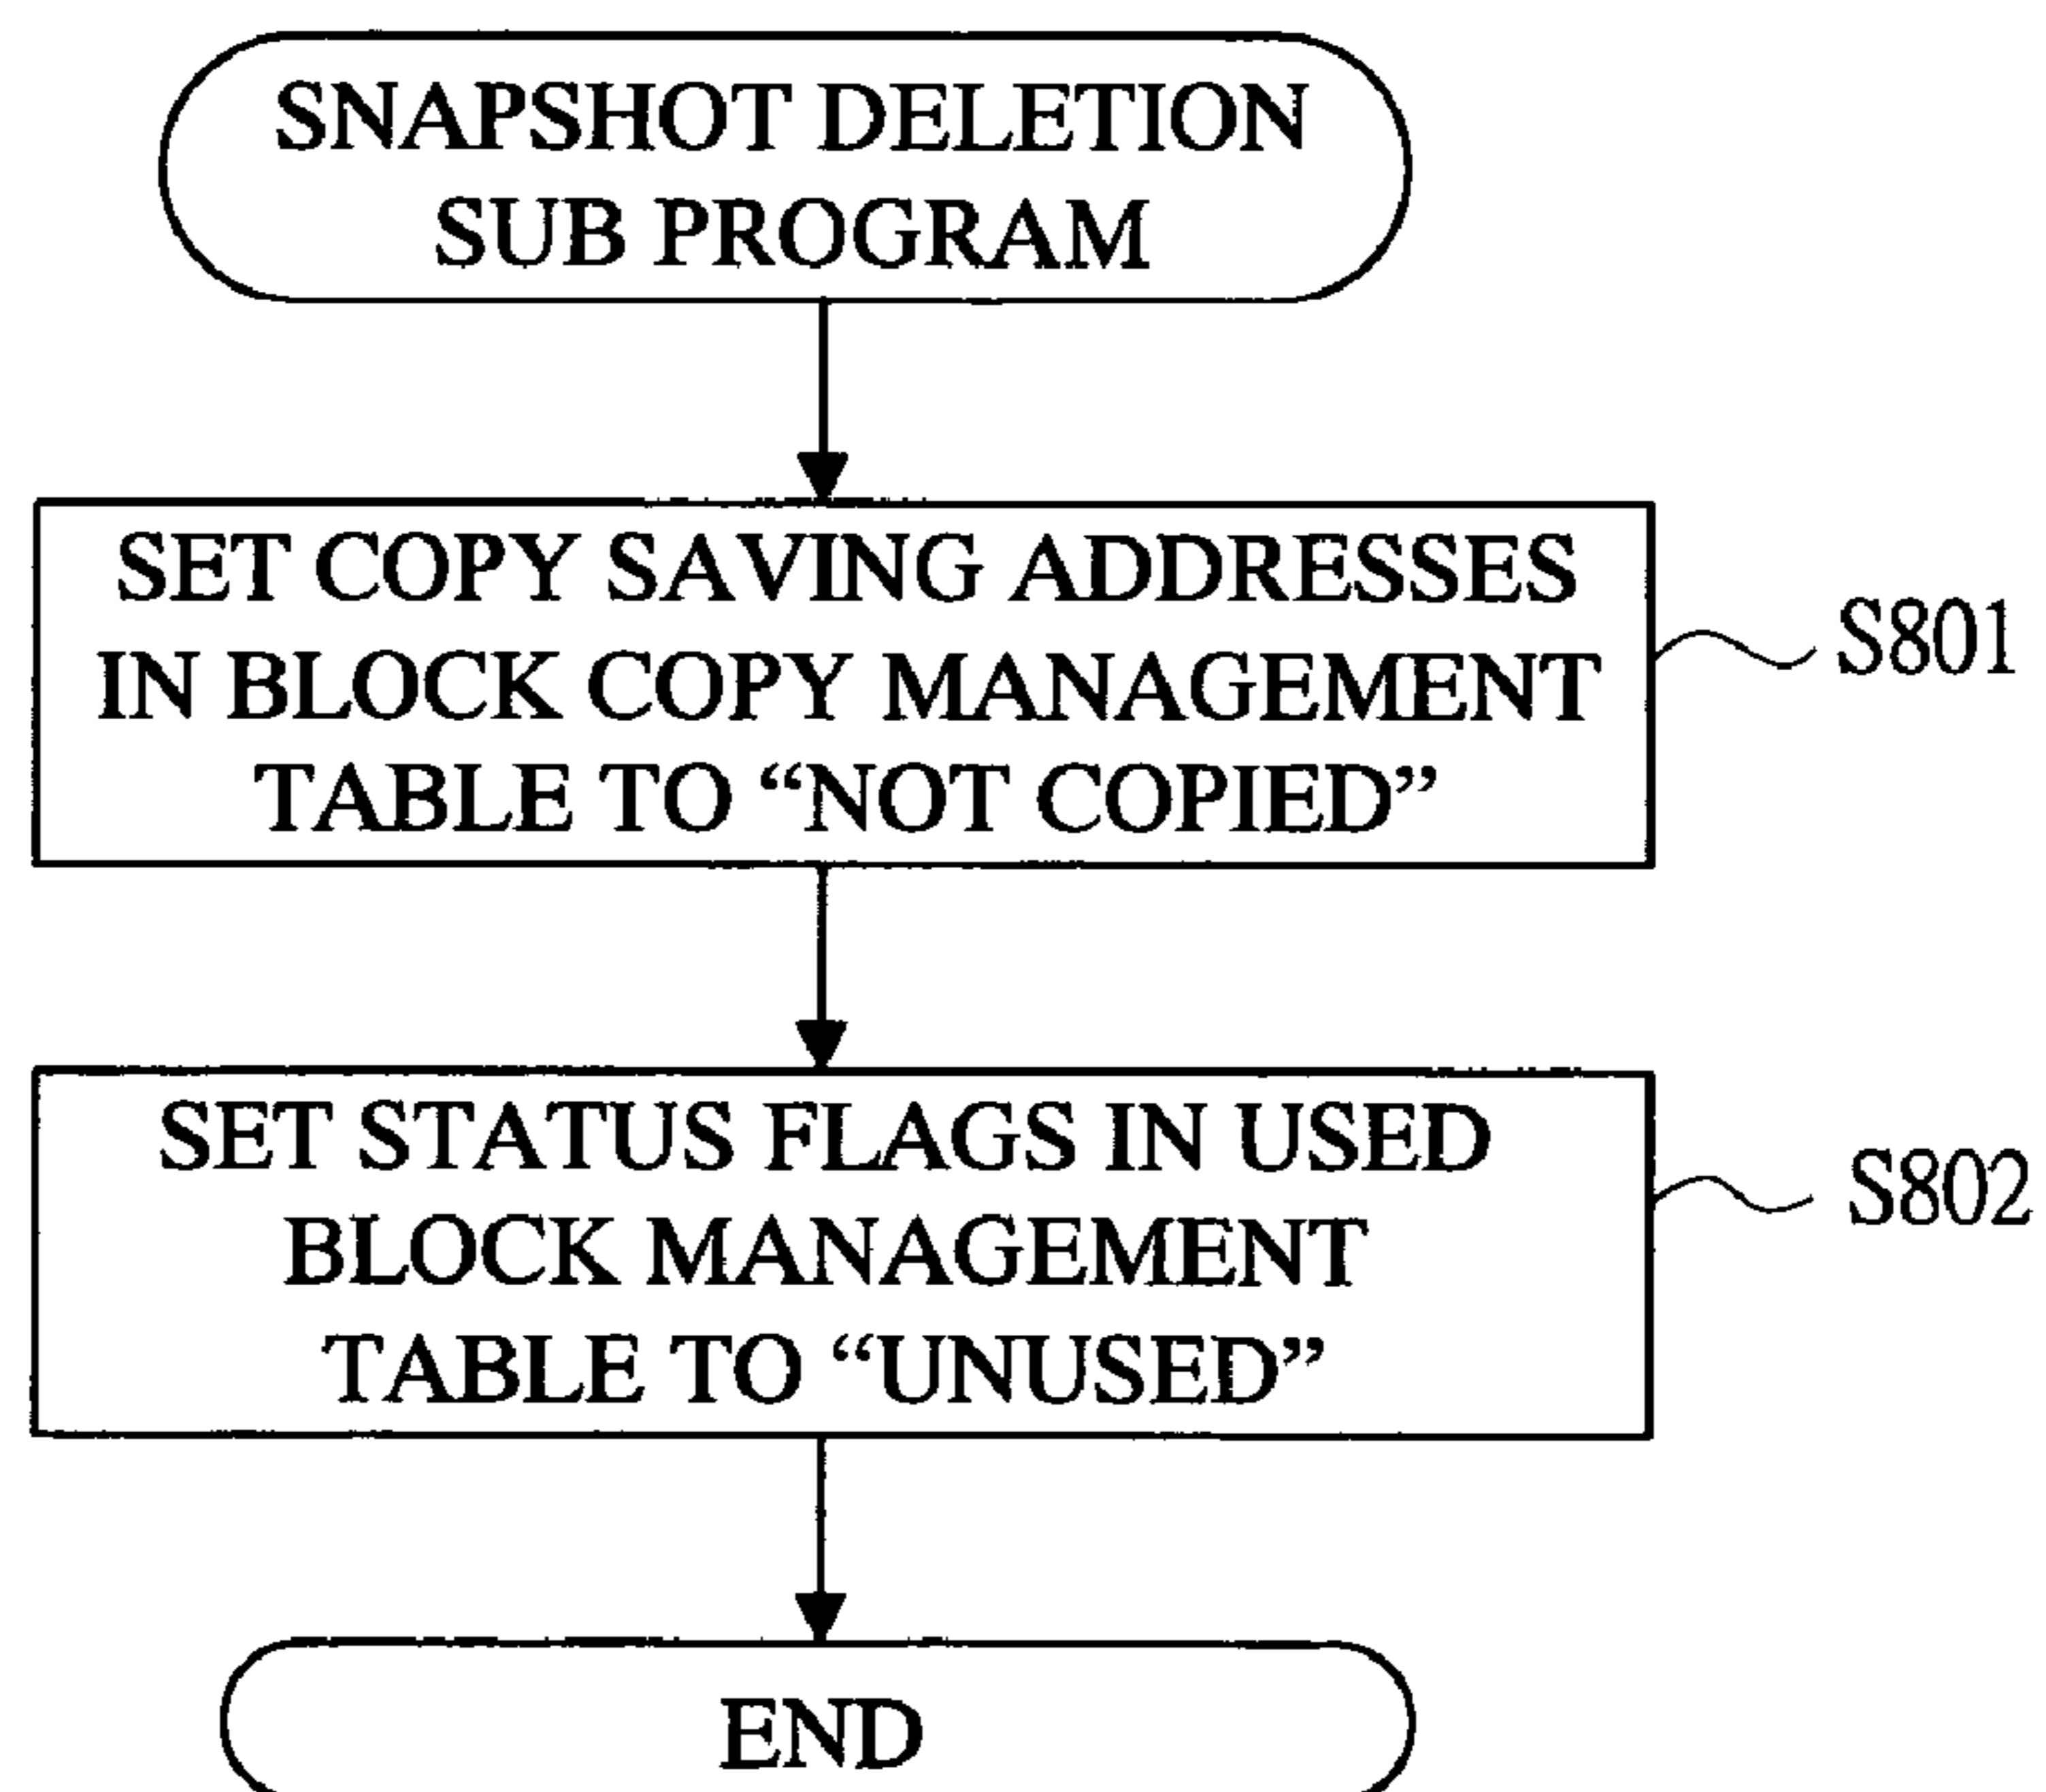 SNAPSHOT DELETION
SUB PROGRAM
SET COPY SAVING ADDRESSES
IN BLOCK COPY MANAGEMENT
TABLE TO “NOT COPIED”
S801
SET STATUS FLAGS IN USED
BLOCK MANAGEMENT
TABLE TO “UNUSED”
S802
END